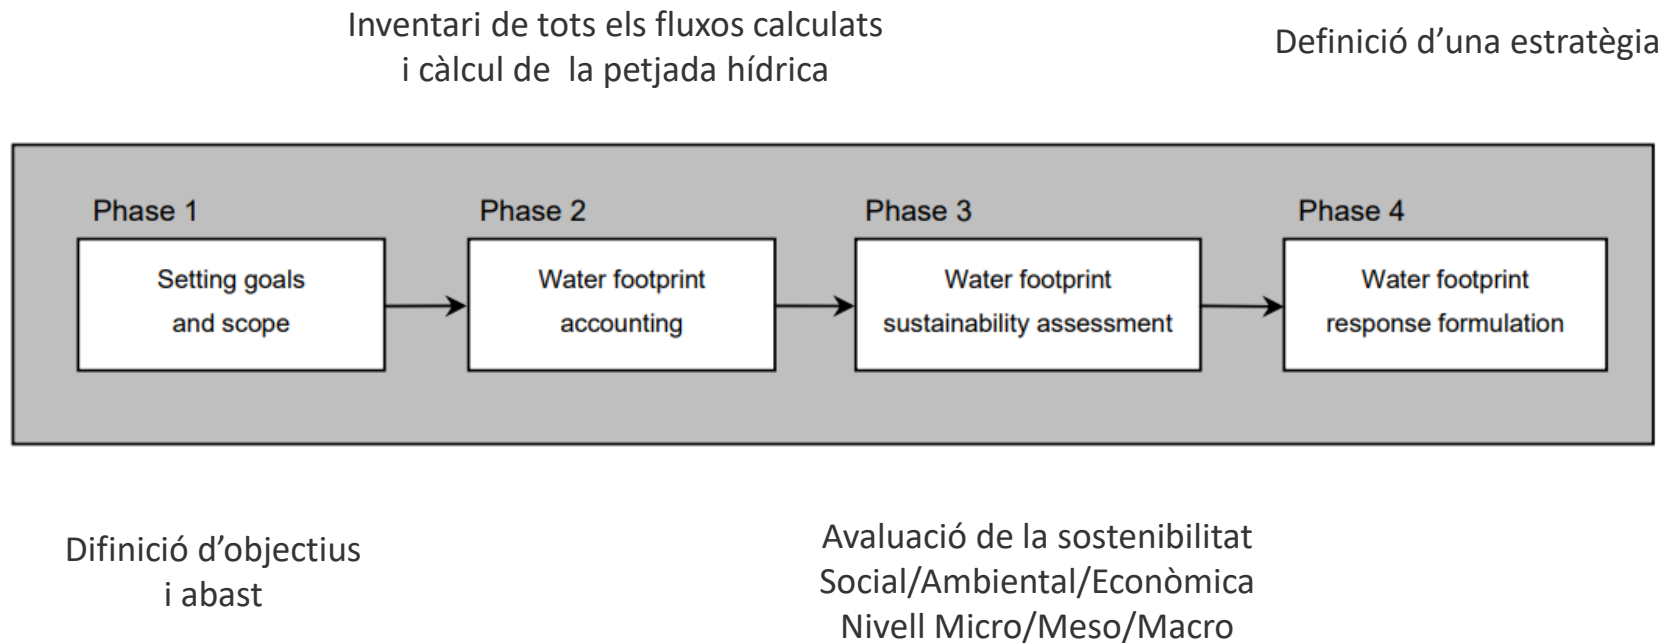 Inventari de tots els fluxos calculats
i càlcul de  la petjada hídrica
Definició d’una estratègia
Phase 1
Setting goals
and scope
Phase 2
Water footprint
accounting
Phase 3
Water footprint
sustainability assessment
Phase 4
Water footprint
response formulation
Difinició d’objectius
i abast
Avaluació de la sostenibilitat
Social/Ambiental/Econòmica
Nivell Micro/Meso/Macro